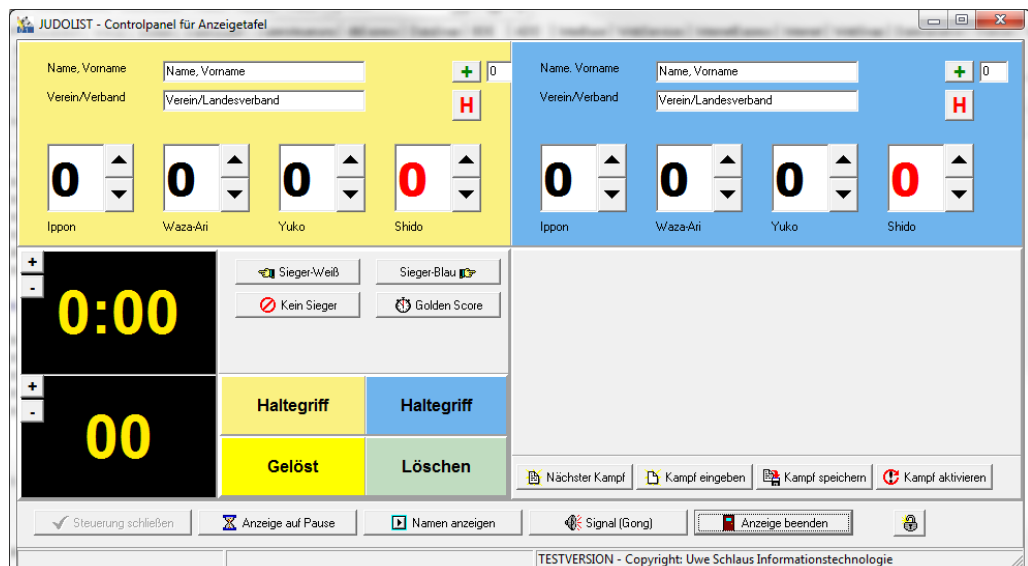 JUDOLIST - Controlpanel für Anzeigetafel
Name, Vorname Name, Vorname + 0
Verein/Verband Verein/Landesverband H
0 0 0 0
Ippon Waza-Ari Yuko Shido
Name. Vorname Name, Vorname + 0
Verein/Verband Verein/Landesverband H
0 0 0 0
Ippon Waza-Ari Yuko Shido
+
-
0:00
Sieger-Weiß Sieger-Blau
Kein Sieger Golden Score
+
-
00
Haltegriff Haltegriff
Gelöst Löschen
Nächster Kampf Kampf eingeben Kampf speichern Kampf aktivieren
Steuerung schließen Anzeige auf Pause Namen anzeigen Signal (Gong) Anzeige beenden
TESTVERSION - Copyright: Uwe Schlaus Informationstechnologie